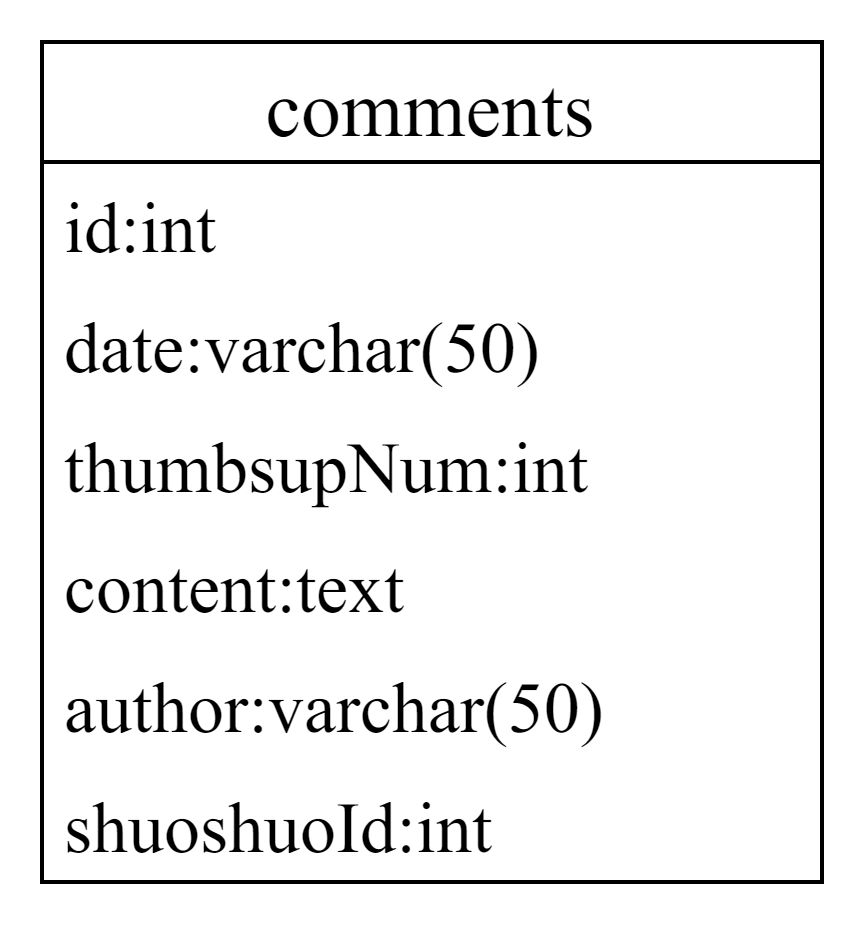 comments
id:int
date:varchar(50)
thumbsupNum:int
content:text
author:varchar(50)
shuoshuoId:int